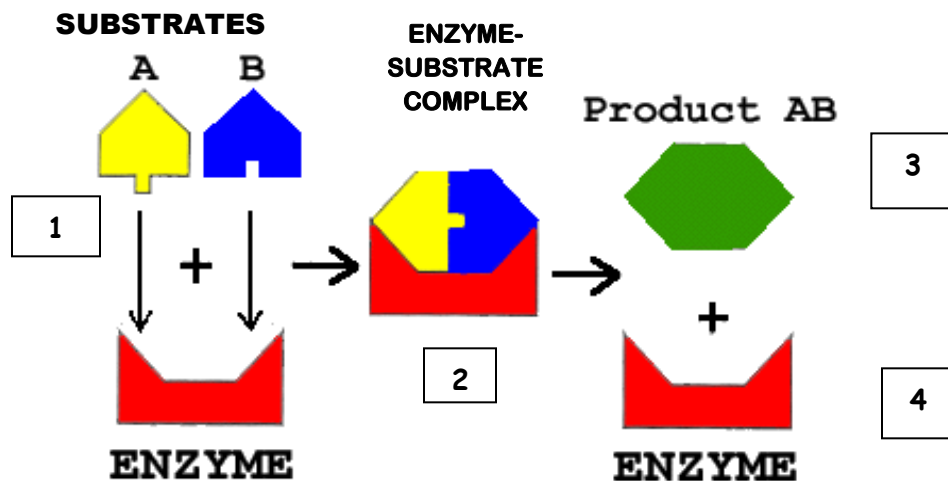 SUBSTRATES
A B
ENZYME-
SUBSTRATE
COMPLEX
Product AB
1
+
2
3
+
4
ENZYME
ENZYME